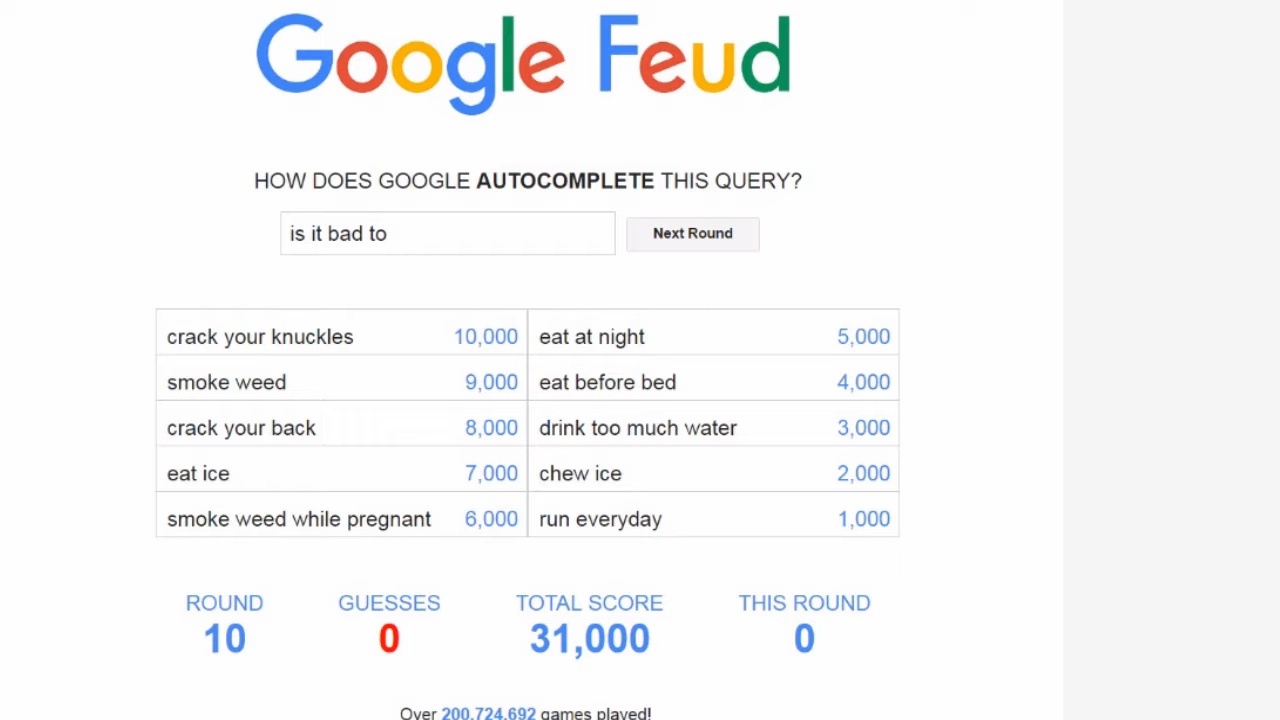 Google Feud
HOW DOES GOOGLE AUTOCOMPLETE THIS QUERY?
is it bad to
Next Round
crack your knuckles 10,000 eat at night 5,000
smoke weed 9,000 eat before bed 4,000
crack your back 8,000 drink too much water 3,000
eat ice 7,000 chew ice 2,000
smoke weed while pregnant 6,000 run everyday 1,000
ROUND GUESSES TOTAL SCORE THIS ROUND
10 0 31,000 0
Over 200,724,692 games played!